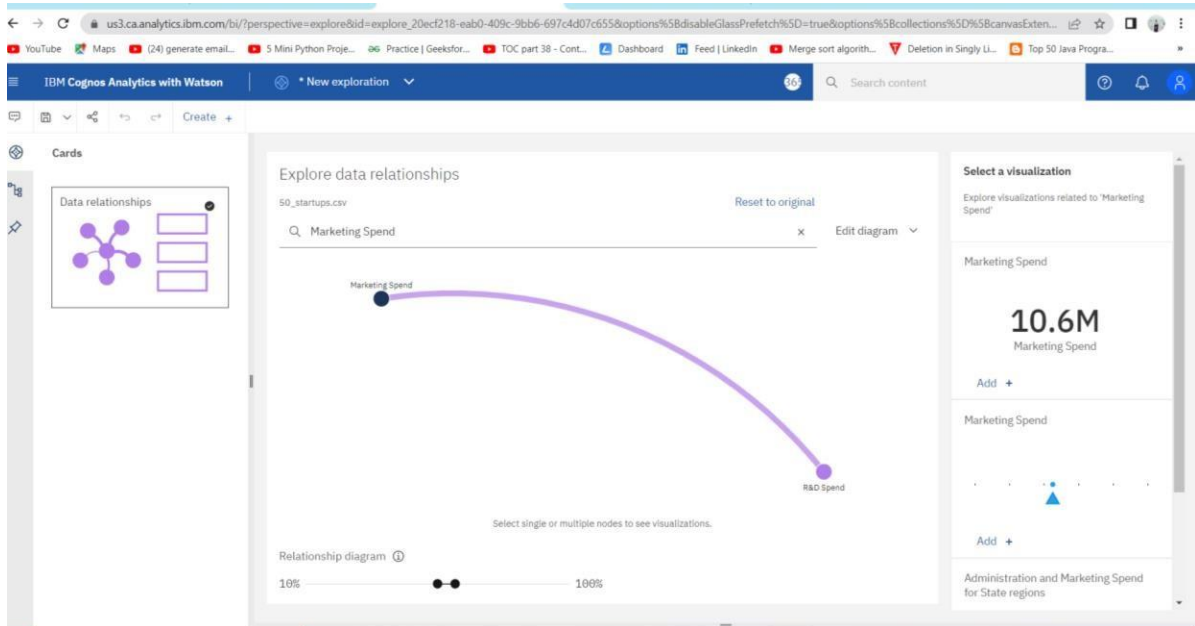 us3.ca.analytics.ibm.com/bi/?perspective=explore&id=explore_20ecf218-eab0-409c-9bb6-697c4d07c655&options%5BdisableGlassPrefetch%5D=true&options%5Bcollections%5D%5BcanvasExten...
YouTube Maps (24) generate email... 5 Mini Python Proje... Practice | Geeksfor... TOC part 38 - Cont... Dashboard Feed | LinkedIn Merge sort algorith... Deletion in Singly Li... Top 50 Java Progra... »
IBM Cognos Analytics with Watson * New exploration Search content
Create +
Cards
Data relationships
Explore data relationships
50_startups.csv Reset to original
Marketing Spend × Edit diagram
Marketing Spend
R&D Spend
Select single or multiple nodes to see visualizations.
Relationship diagram
10% 100%
Select a visualization
Explore visualizations related to 'Marketing
Spend'
Marketing Spend
10.6M
Marketing Spend
Add +
Marketing Spend
Add +
Administration and Marketing Spend
for State regions